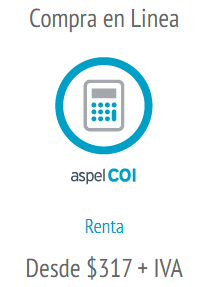 Compra en Linea
aspel COI
Renta
Desde $317 + IVA